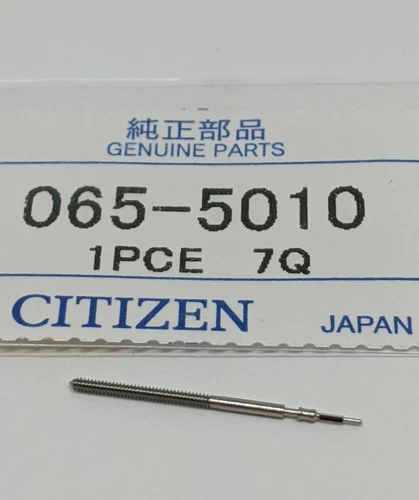 純正部品
GENUINE PARTS
065-5010
1PCE 7Q
CITIZEN JAPAN